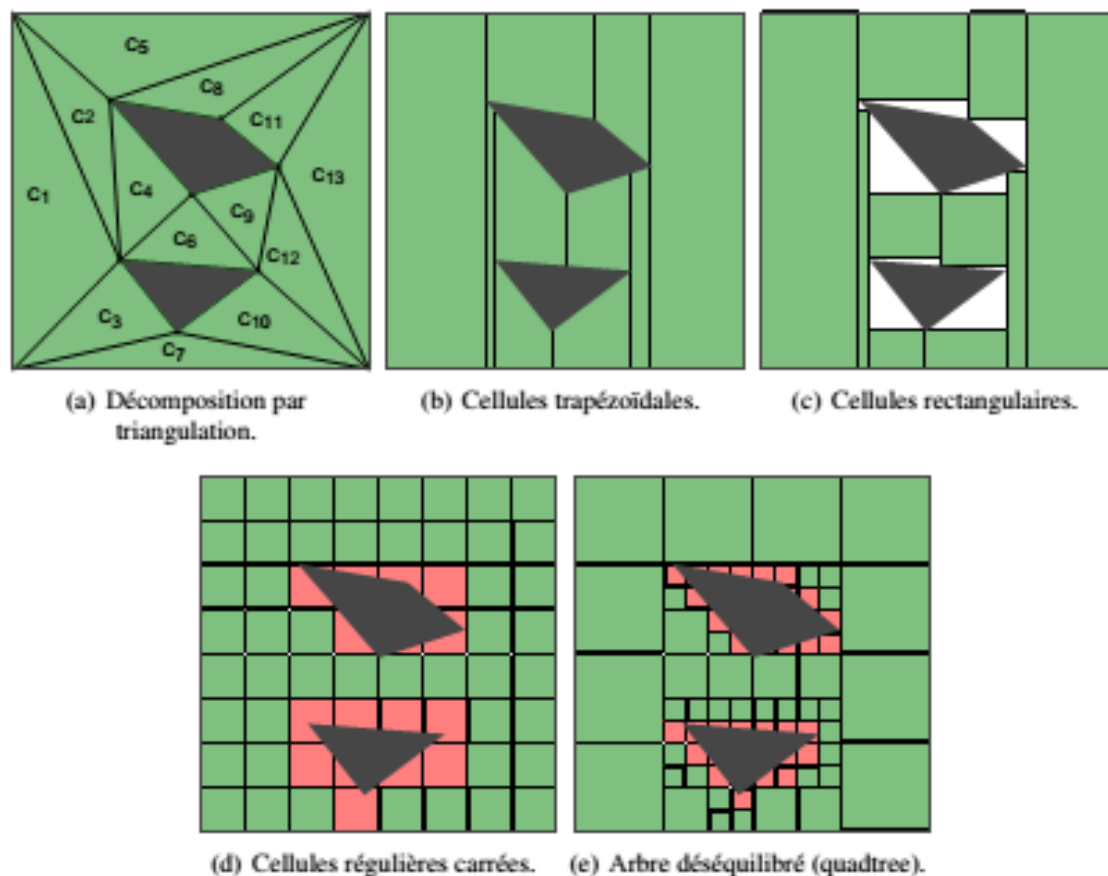 C5
C8
C2
C11
C13
C1
C4
C9
C6
C12
C3
C10
C7
(a) Décomposition par
triangulation.
(b) Cellules trapézoïdales.
(c) Cellules rectangulaires.
(d) Cellules régulières carrées.
(e) Arbre déséquilibré (quadtree).